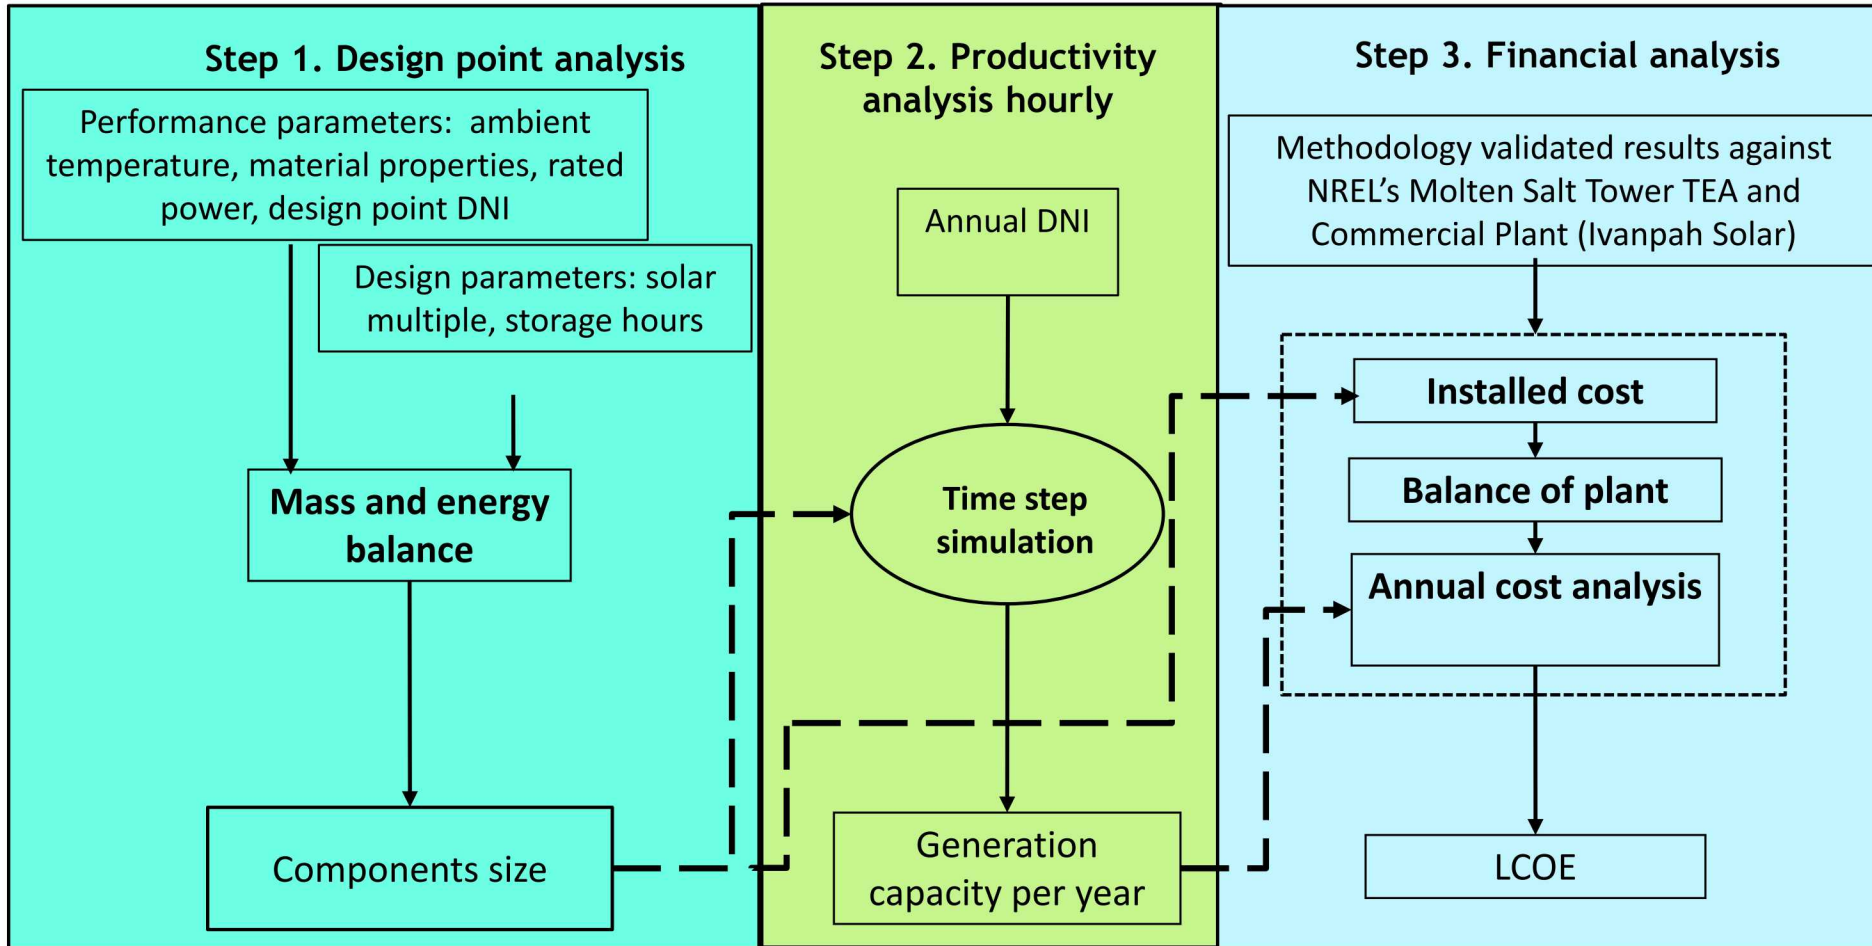 Step 1. Design point analysis
Performance parameters: ambient
temperature, material properties, rated
power, design point DNI
Design parameters: solar
multiple, storage hours
Mass and energy
balance
Components size
Step 2. Productivity
analysis hourly
Annual DNI
Time step
simulation
Generation
capacity per year
Step 3. Financial analysis
Methodology validated results against
NREL’s Molten Salt Tower TEA and
Commercial Plant (Ivanpah Solar)
Installed cost
Balance of plant
Annual cost analysis
LCOE